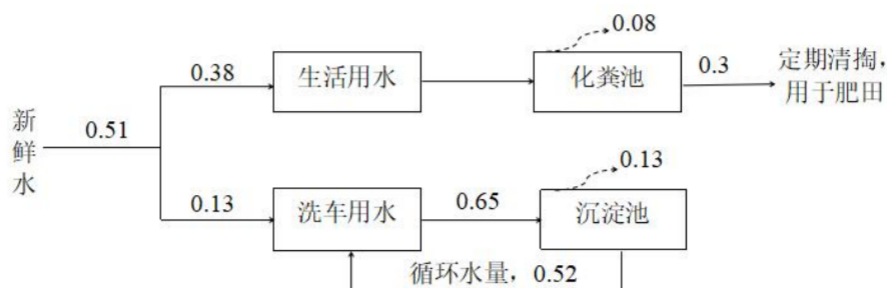 0.08
0.38
生活用水
化粪池
0.3
定期清掏，
用于肥田
新
鲜
水
0.51
0.13
0.13
洗车用水
0.65
沉淀池
循环水量，0.52